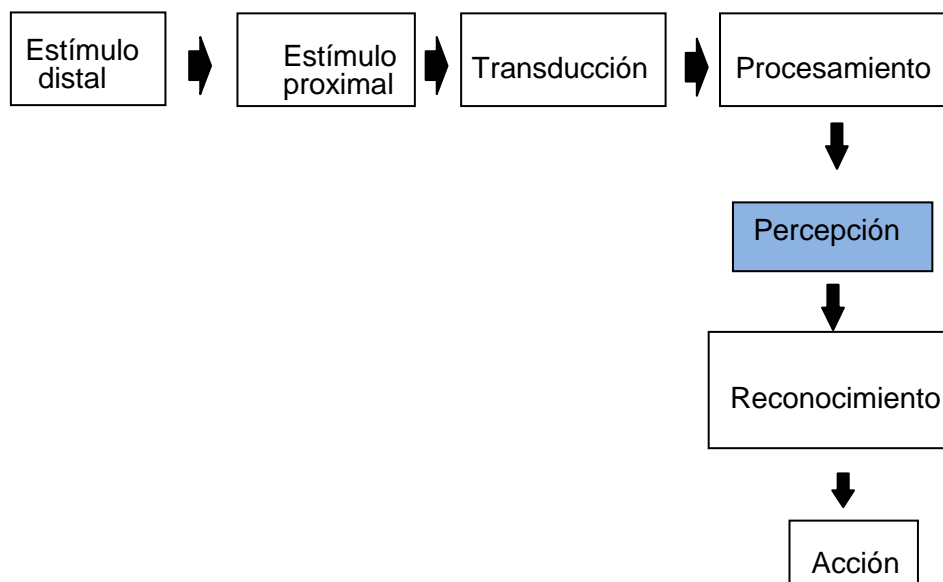 Estímulo
distal
Estímulo
proximal
Transducción
Procesamiento
Percepción
Reconocimiento
Acción